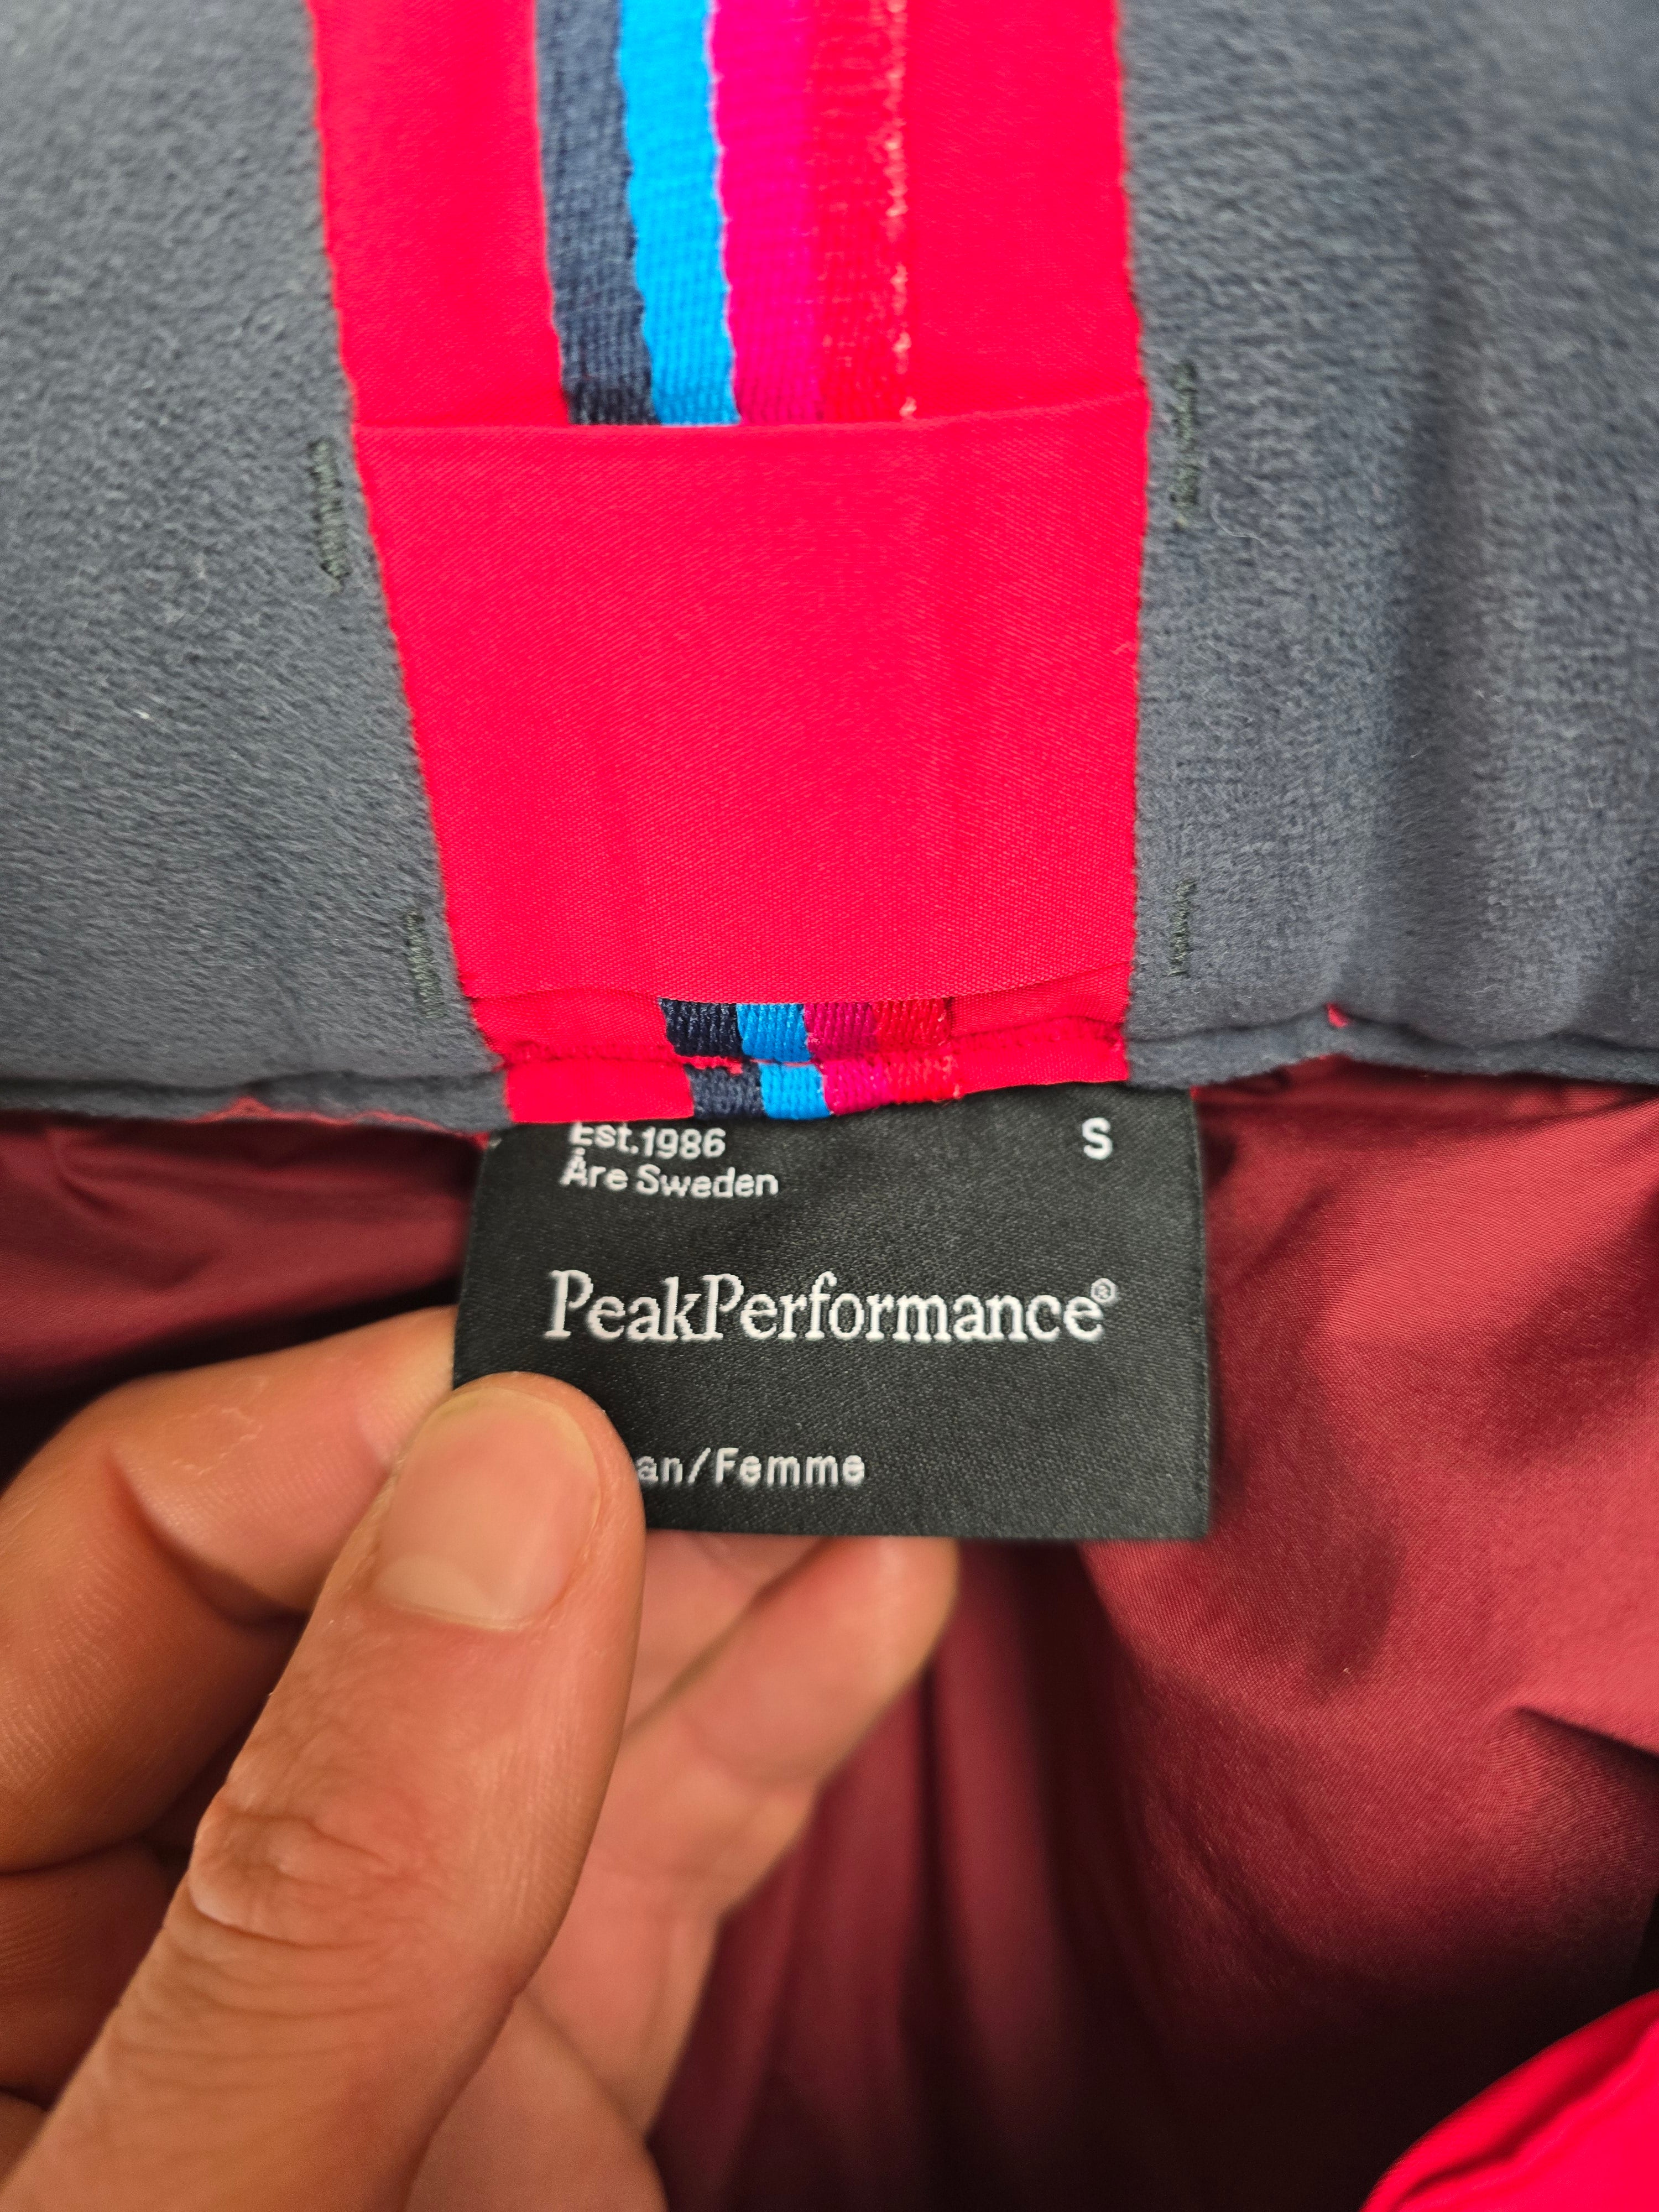 Est.1986
S
Åre Sweden
PeakPerformance®
an/Femme